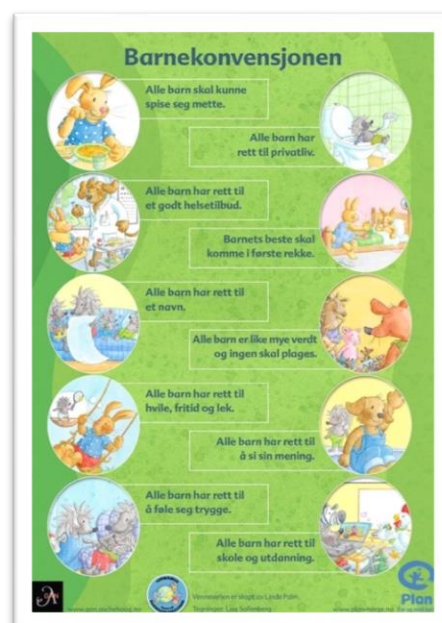 Barnekonvensjonen
Alle barn skal kunne
spise seg mette.
Alle barn har
rett til privatliv.
Alle barn har rett til
et godt helsetilbud.
Barnets beste skal
komme i første rekke.
Alle barn har rett til
et navn.
Alle barn er like mye verdt
og ingen skal plages.
Alle barn har rett til
hvile, fritid og lek.
Alle barn har rett til
å si sin mening.
Alle barn har rett til
å føle seg trygge.
Alle barn har rett til
skole og utdanning.
Plan